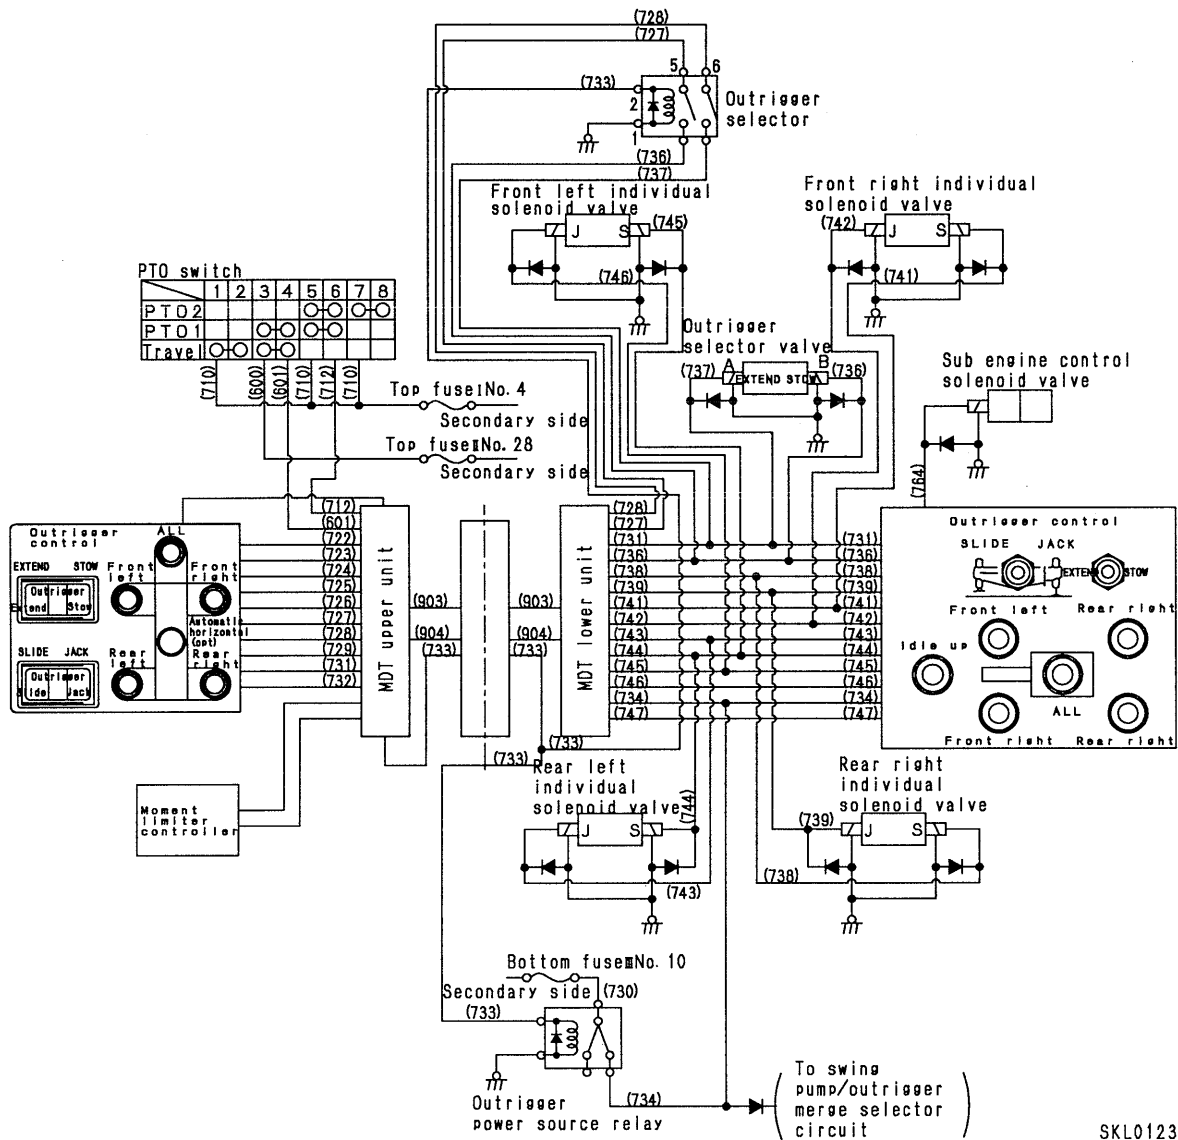 (728)
(727)
5 6
(733)
2
1
Outrigger
selector
(736)
(737)
Front left individual
solenoid valve
J S
(745)
(746)
Front right individual
solenoid valve
(742)
J S
(741)
PTO switch
1 2 3 4 5 6 7 8
PTO2
PTO1
Travel
(710) (600) (601) (710) (712) (710)
Top fuseⅠNo. 4
Secondary side
Top fuseⅡNo. 28
Secondary side
Outrigger
selector valve
(737) A B (736)
EXTEND STOW
Sub engine control
solenoid valve
(764)
Outrigger
control
ALL
EXTEND STOW
Front
left
Front
right
Outrigger
Extend Stow
Automatic
horizontal
(opt)
SLIDE JACK
Rear
left
Rear
right
Outrigger
Slide Jack
(712)
(601)
(722)
(723)
(724)
(725)
(726)
(727)
(728)
(729)
(731)
(732)
MDT upper unit
(903) (903)
(904) (904)
(733) (733)
MDT lower unit
(728)
(727)
(731) (731)
(736) (736)
(738) (738)
(739) (739)
(741) (741)
(742) (742)
(743) (743)
(744) (744)
(745) (745)
(746) (746)
(734) (734)
(747) (747)
Outrigger control
SLIDE JACK
EXTEND STOW
Front left Rear right
Idle up
ALL
Front right Rear right
(733)
(733)
Moment
limiter
controller
Rear left
individual
solenoid valve
(744)
J S
(743)
Rear right
individual
solenoid valve
(739)
J S
(738)
Bottom fuseⅢNo. 10
Secondary side
(730)
(733)
Outrigger
power source relay
(734)
To swing
pump/outrigger
merge selector
circuit
SKL0123